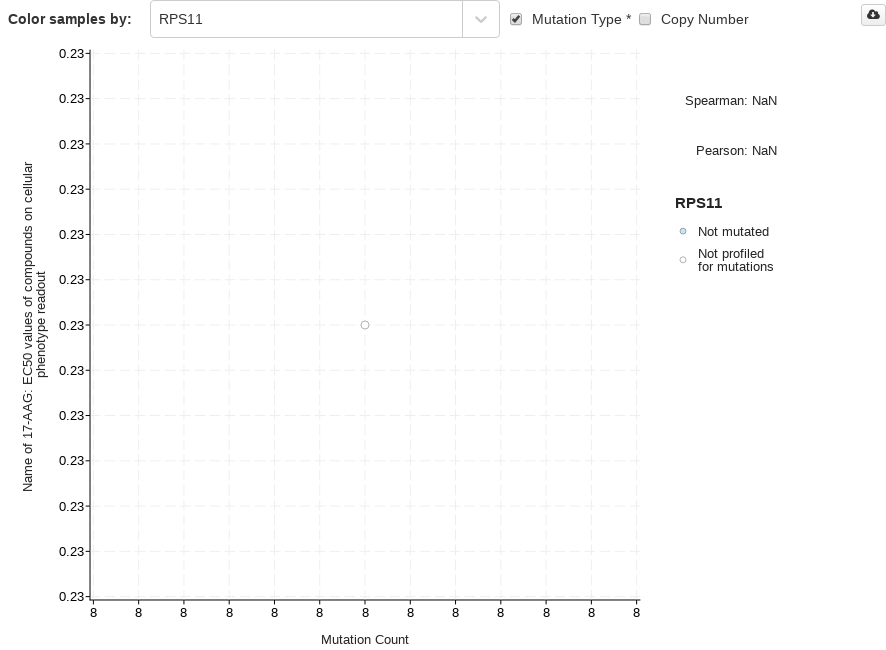 Color samples by: RPS11 Mutation Type * Copy Number
0.23
0.23
0.23
0.23
0.23
0.23
0.23
0.23
0.23
0.23
0.23
0.23
0.23
Name of 17-AAG: EC50 values of compounds on cellular
phenotype readout
8 8 8 8 8 8 8 8 8 8 8 8 8
Mutation Count
Spearman: NaN
Pearson: NaN
RPS11
Not mutated
Not profiled
for mutations